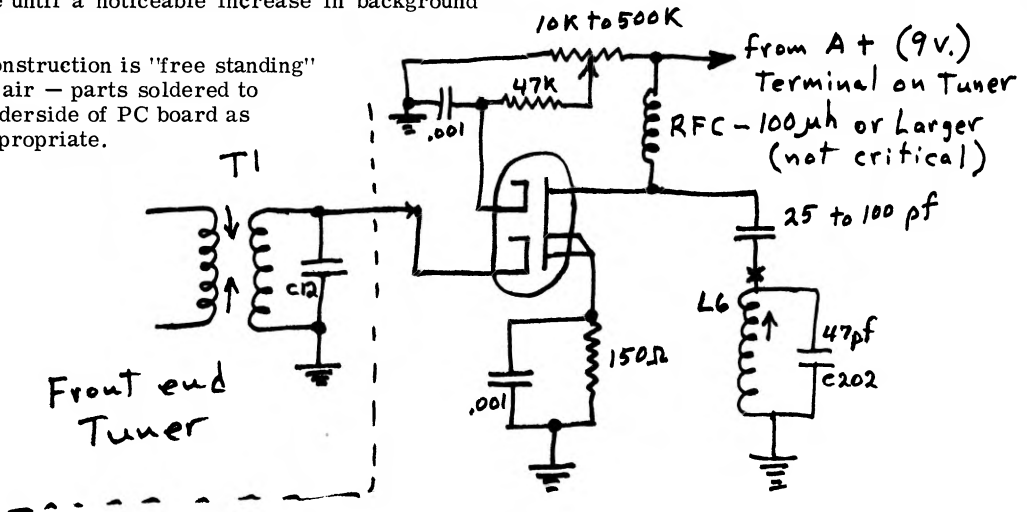 e until a noticeable increase in background
onstruction is "free standing"
air — parts soldered to
derside of PC board as
propriate.
10K to 500K
from A+ (9v.)
Terminal on Tuner
47K
.001
RFC - 100μh or Larger
(not critical)
T1
25 to 100 pf
C12
L6
47pf
C202
150Ω
.001
Front end
Tuner